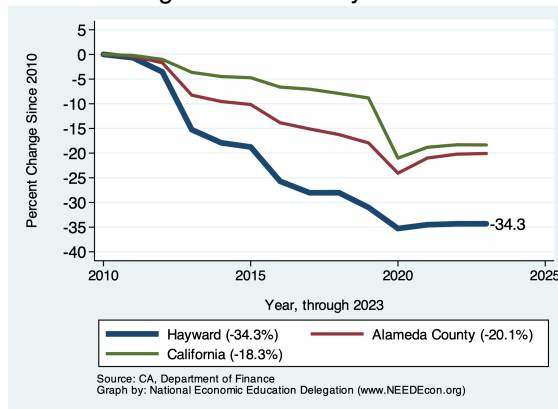 Percent Change Since 2010
5
0
-5
-10
-15
-20
-25
-30
-35
-40
-34.3
2010 2015 2020 2025
Year, through 2023
Hayward (-34.3%) Alameda County (-20.1%)
California (-18.3%)
Source: CA, Department of Finance
Graph by: National Economic Education Delegation (www.NEEDEcon.org)